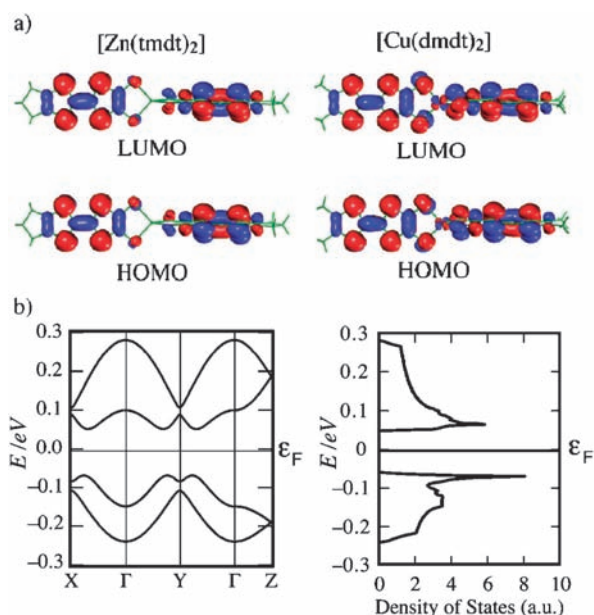 a)
[Zn(tmdt)2] [Cu(dmdt)2]
LUMO LUMO
HOMO HOMO
b)
E /eV
0.3
0.2
0.1
0.0
−0.1
−0.2
−0.3
X Γ Y Γ Z
εF
E /eV
0.3
0.2
0.1
0.0
−0.1
−0.2
−0.3
0 2 4 6 8 10
εF
Density of States (a.u.)